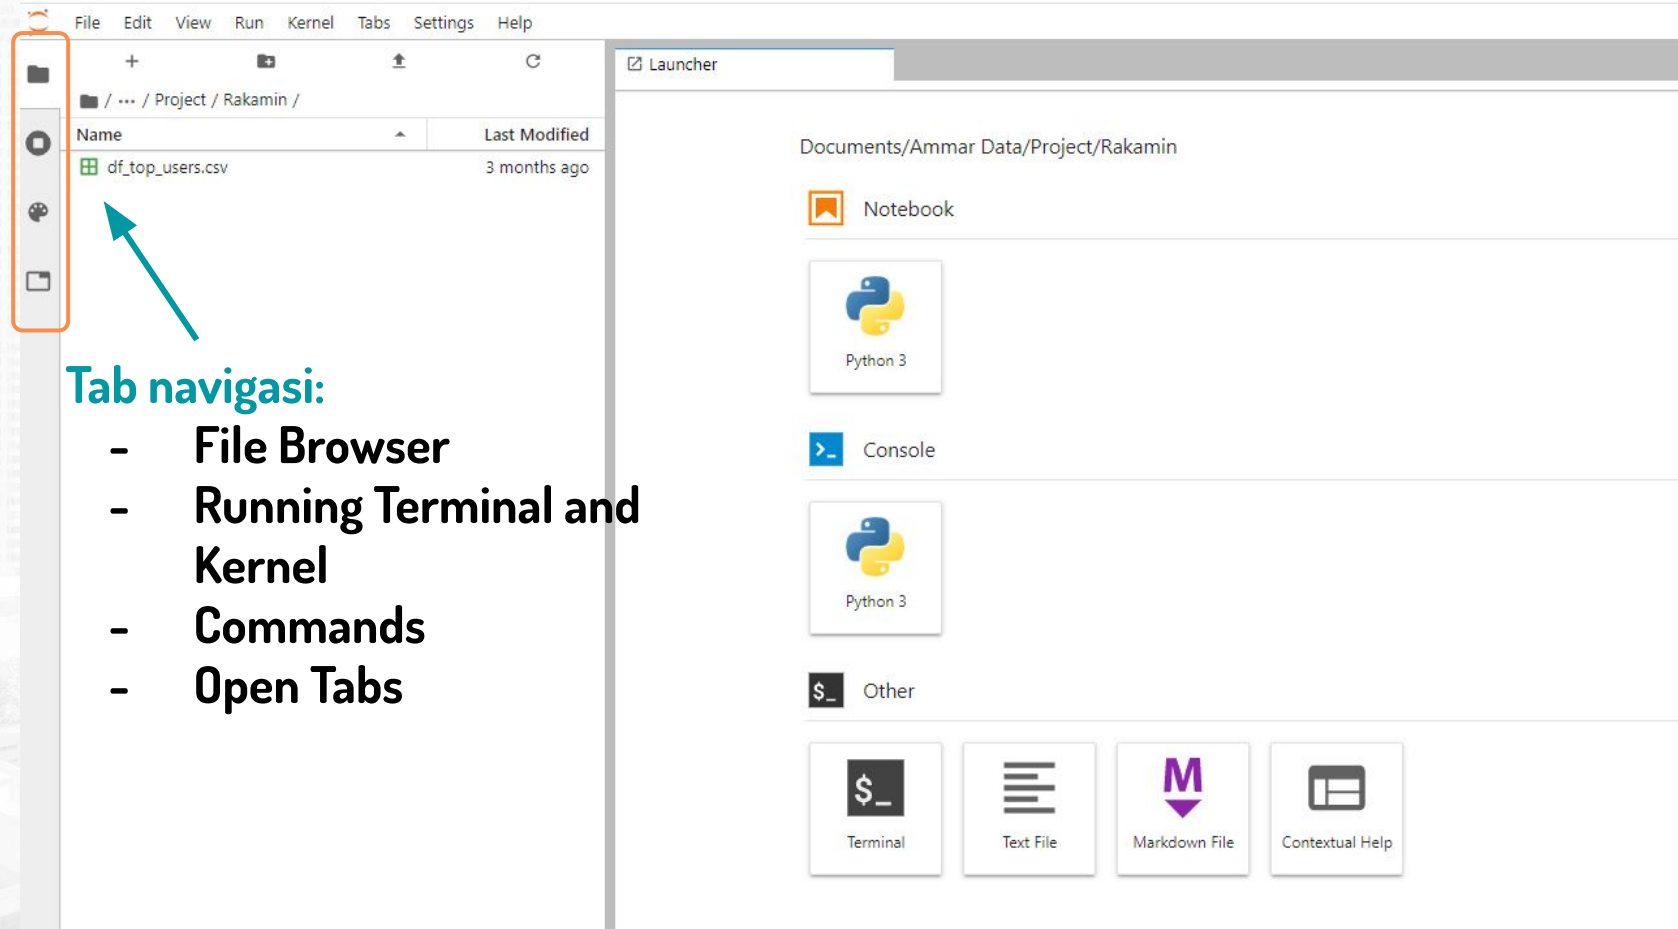 File Edit View Run Kernel Tabs Settings Help
/ ··· / Project / Rakamin /
Name Last Modified
df_top_users.csv 3 months ago
Tab navigasi:
- File Browser
- Running Terminal and
Kernel
- Commands
- Open Tabs
Launcher
Documents/Ammar Data/Project/Rakamin
Notebook
Python 3
>_ Console
Python 3
$_ Other
$_
Terminal Text File Markdown File Contextual Help